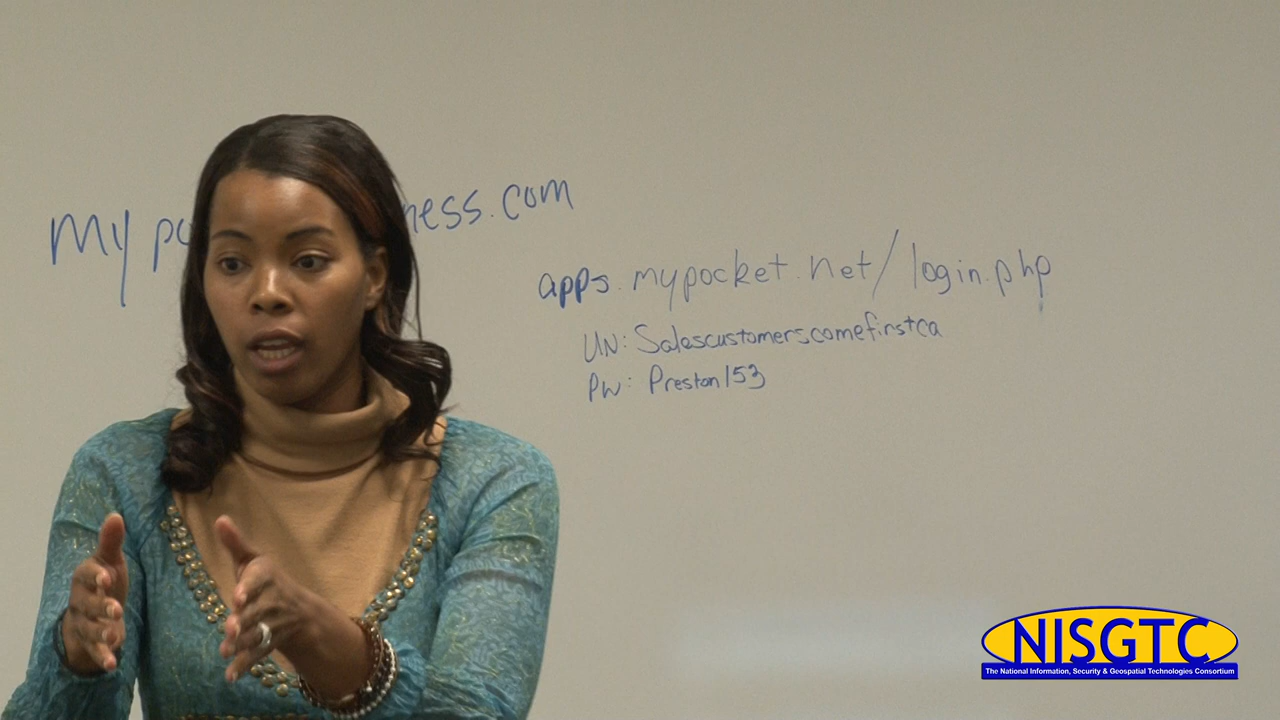 My po ness.com
apps.mypocket.net/login.php
UN: Salescustomerscomefirstca
PW: Preston153
NISGTC
The National Information, Security & Geospatial Technologies Consortium